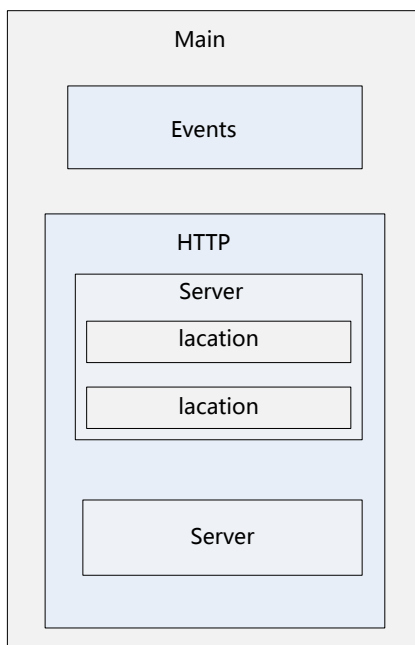 Main
Events
HTTP
Server
lacation
lacation
Server